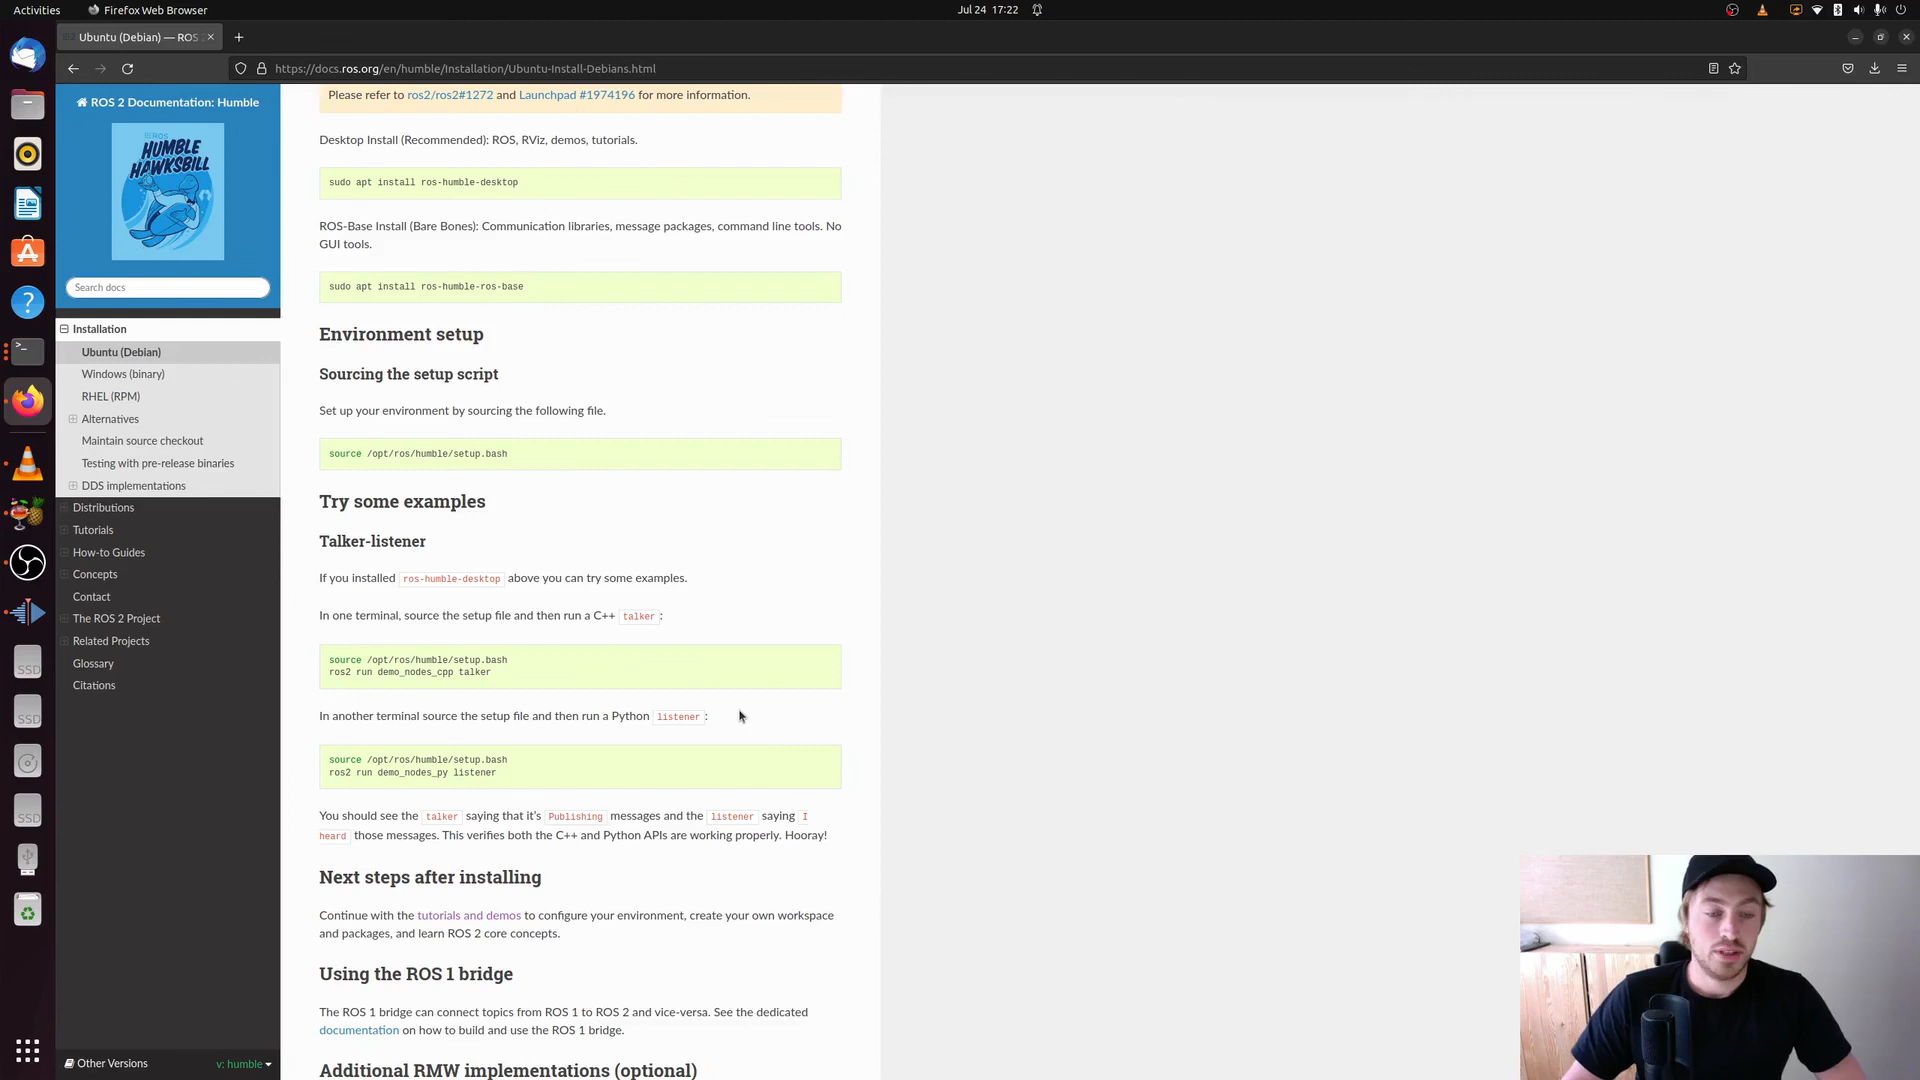 Activities
Firefox Web Browser
Jul 24 17:22
Ubuntu (Debian) — ROS 2
https://docs.ros.org/en/humble/Installation/Ubuntu-Install-Debians.html
ROS 2 Documentation: Humble
ROS
HUMBLE
HAWKSBILL
Search docs
Installation
Ubuntu (Debian)
Windows (binary)
RHEL (RPM)
Alternatives
Maintain source checkout
Testing with pre-release binaries
DDS implementations
Distributions
Tutorials
How-to Guides
Concepts
Contact
The ROS 2 Project
Related Projects
Glossary
Citations
Other Versions
v: humble
SSD
SSD
SSD
Please refer to ros2/ros2#1272 and Launchpad #1974196 for more information.
Desktop Install (Recommended): ROS, RViz, demos, tutorials.
sudo apt install ros-humble-desktop
ROS-Base Install (Bare Bones): Communication libraries, message packages, command line tools. No
GUI tools.
sudo apt install ros-humble-ros-base
Environment setup
Sourcing the setup script
Set up your environment by sourcing the following file.
source /opt/ros/humble/setup.bash
Try some examples
Talker-listener
If you installed ros-humble-desktop above you can try some examples.
In one terminal, source the setup file and then run a C++ talker :
source /opt/ros/humble/setup.bash
ros2 run demo_nodes_cpp talker
In another terminal source the setup file and then run a Python listener :
source /opt/ros/humble/setup.bash
ros2 run demo_nodes_py listener
You should see the talker saying that it's Publishing messages and the listener saying I
heard those messages. This verifies both the C++ and Python APIs are working properly. Hooray!
Next steps after installing
Continue with the tutorials and demos to configure your environment, create your own workspace
and packages, and learn ROS 2 core concepts.
Using the ROS 1 bridge
The ROS 1 bridge can connect topics from ROS 1 to ROS 2 and vice-versa. See the dedicated
documentation on how to build and use the ROS 1 bridge.
Additional RMW implementations (optional)